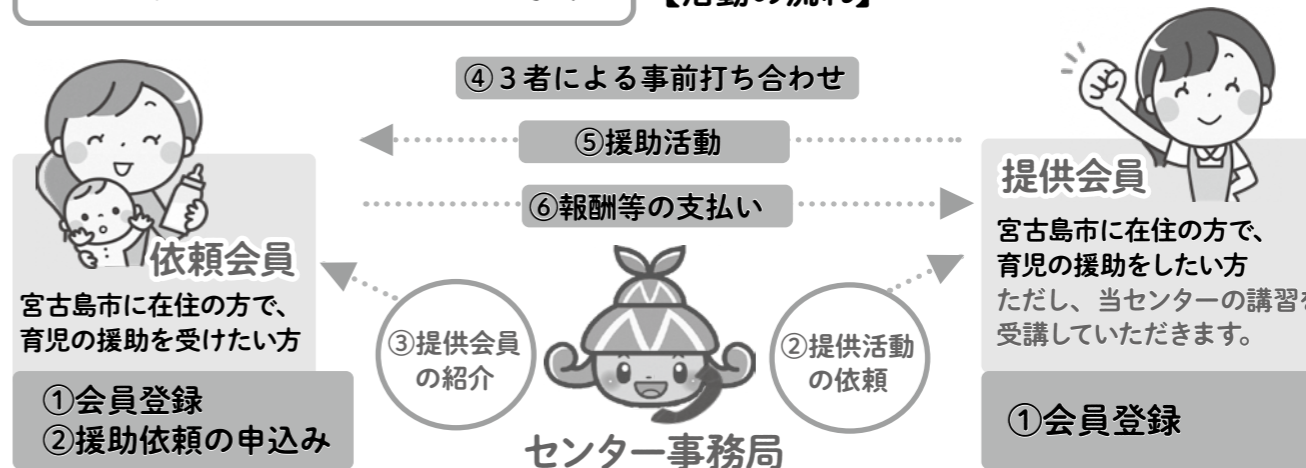 【活動の流れ】
④３者による事前打ち合わせ
⑤援助活動
⑥報酬等の支払い
依頼会員
宮古島市に在住の方で、
育児の援助を受けたい方
①会員登録
②援助依頼の申込み
③提供会員
の紹介
センター事務局
②提供活動
の依頼
提供会員
宮古島市に在住の方で、
育児の援助をしたい方
ただし、当センターの講習を
受講していただきます。
①会員登録